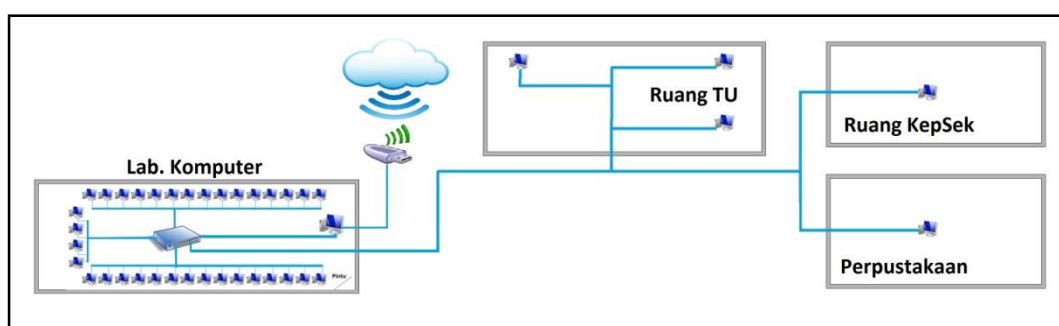 Lab. Komputer
Pintu
Ruang TU
Ruang KepSek
Perpustakaan